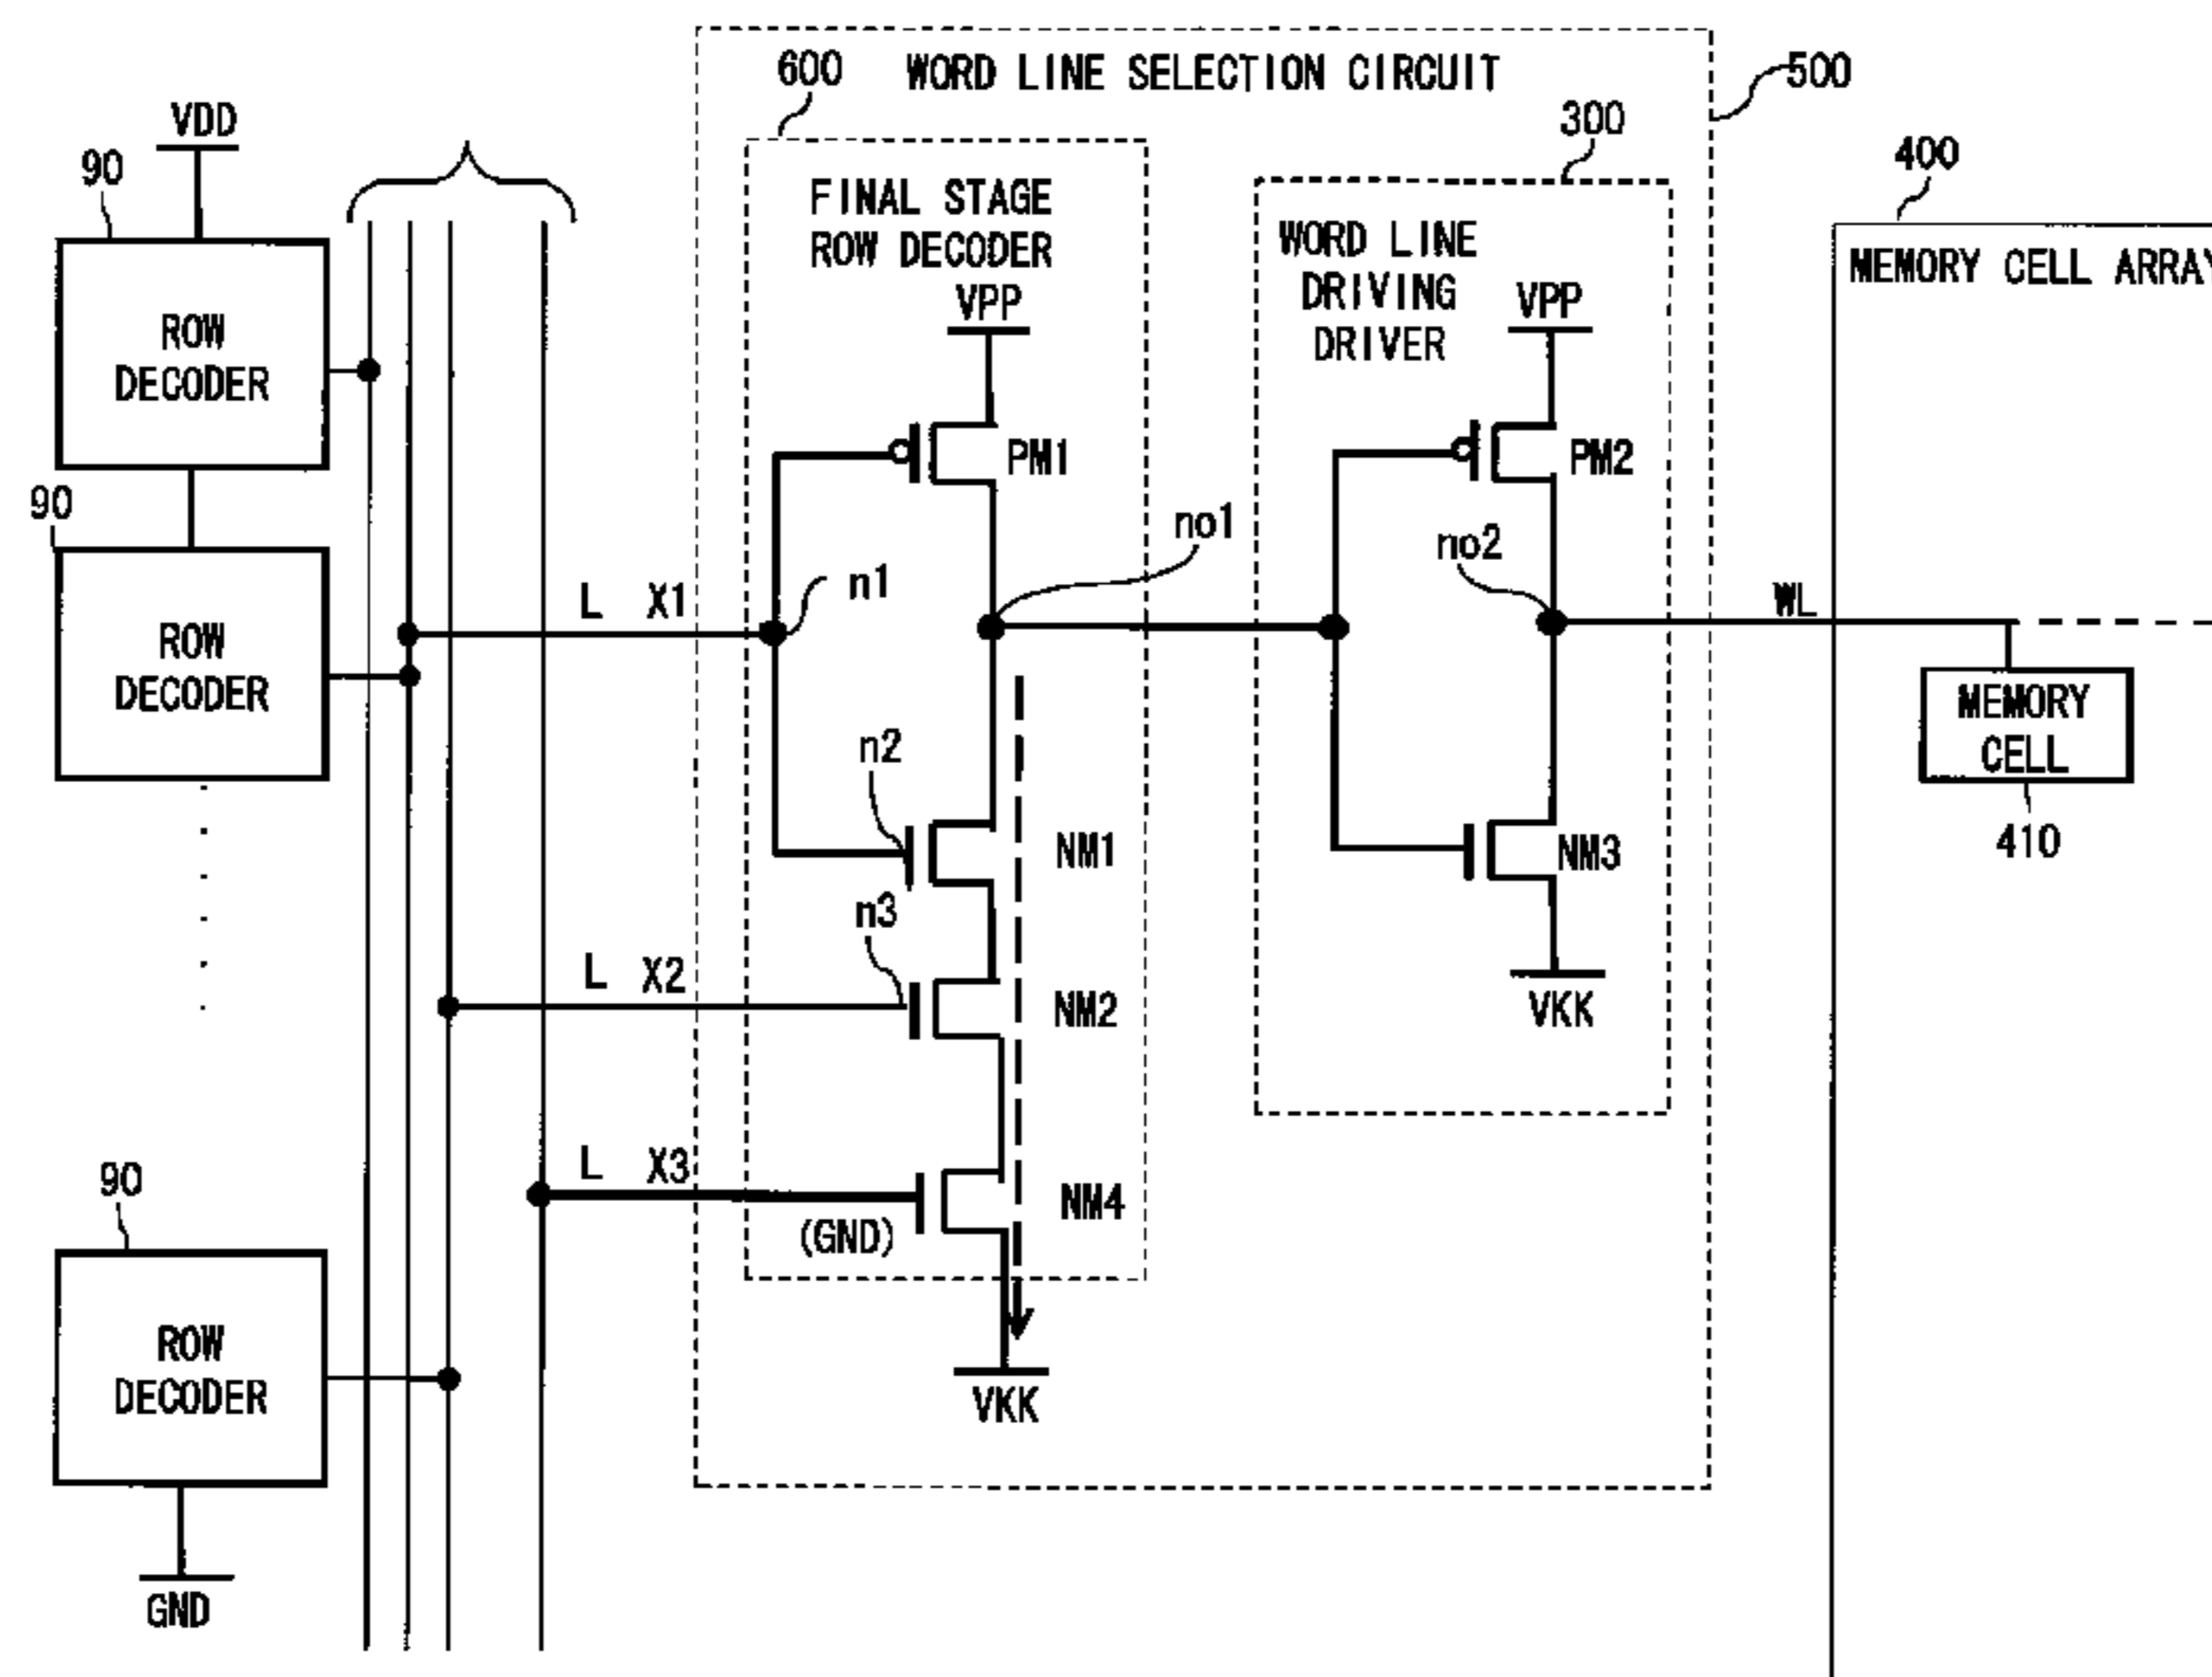 WORD LINE SELECTION CIRCUIT
600
500
VDD
300
90
400
FINAL STAGE
ROW DECODER
WORD LINE
DRIVING
DRIVER
MEMORY CELL ARRAY
VPP
VPP
ROW
DECODER
PM1
PM2
90
no1
no2
n1
L X1
WL
ROW
DECODER
MEMORY
CELL
n2
NM1
NM3
410
n3
L X2
NM2
VKK
L X3
(GND)
NM4
90
ROW
DECODER
VKK
GND